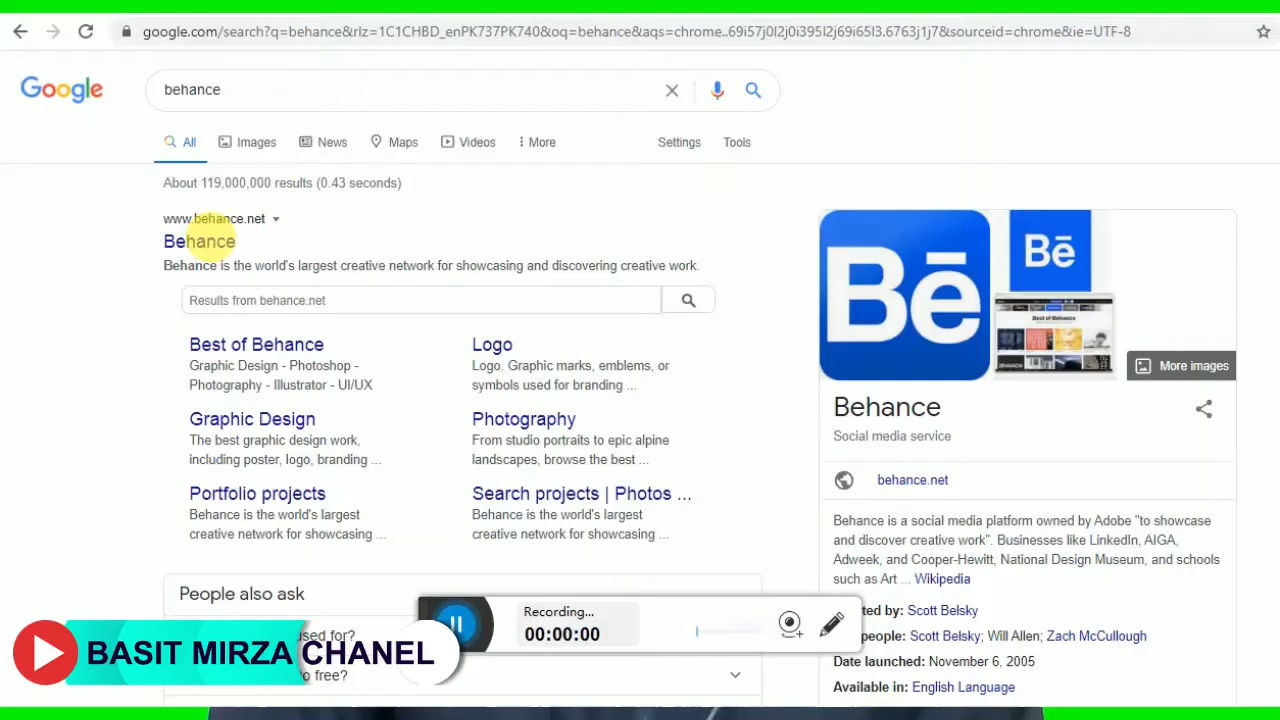 google.com/search?q=behance&rlz=1C1CHBD_enPK737PK740&oq=behance&aqs=chrome..69i57j0l2j0i395l2j69i65l3.6763j1j7&sourceid=chrome&ie=UTF-8
Google
behance
All Images News Maps Videos More Settings Tools
About 119,000,000 results (0.43 seconds)
www.behance.net
Behance
Behance is the world's largest creative network for showcasing and discovering creative work.
Results from behance.net
Best of Behance
Graphic Design - Photoshop -
Photography - Illustrator - UI/UX
Logo
Logo. Graphic marks, emblems, or
symbols used for branding ...
Graphic Design
The best graphic design work,
including poster, logo, branding ...
Photography
From studio portraits to epic alpine
landscapes, browse the best ...
Portfolio projects
Behance is the world's largest
creative network for showcasing ...
Search projects | Photos ...
Behance is the world's largest
creative network for showcasing ...
People also ask
used for?
o free?
Bē
Bē
Best of Behance
More images
Behance
Social media service
behance.net
Behance is a social media platform owned by Adobe "to showcase
and discover creative work". Businesses like LinkedIn, AIGA,
Adweek, and Cooper-Hewitt, National Design Museum, and schools
such as Art ... Wikipedia
ted by: Scott Belsky
people: Scott Belsky; Will Allen; Zach McCullough
Date launched: November 6, 2005
Available in: English Language
Recording...
00:00:00
BASIT MIRZA CHANEL